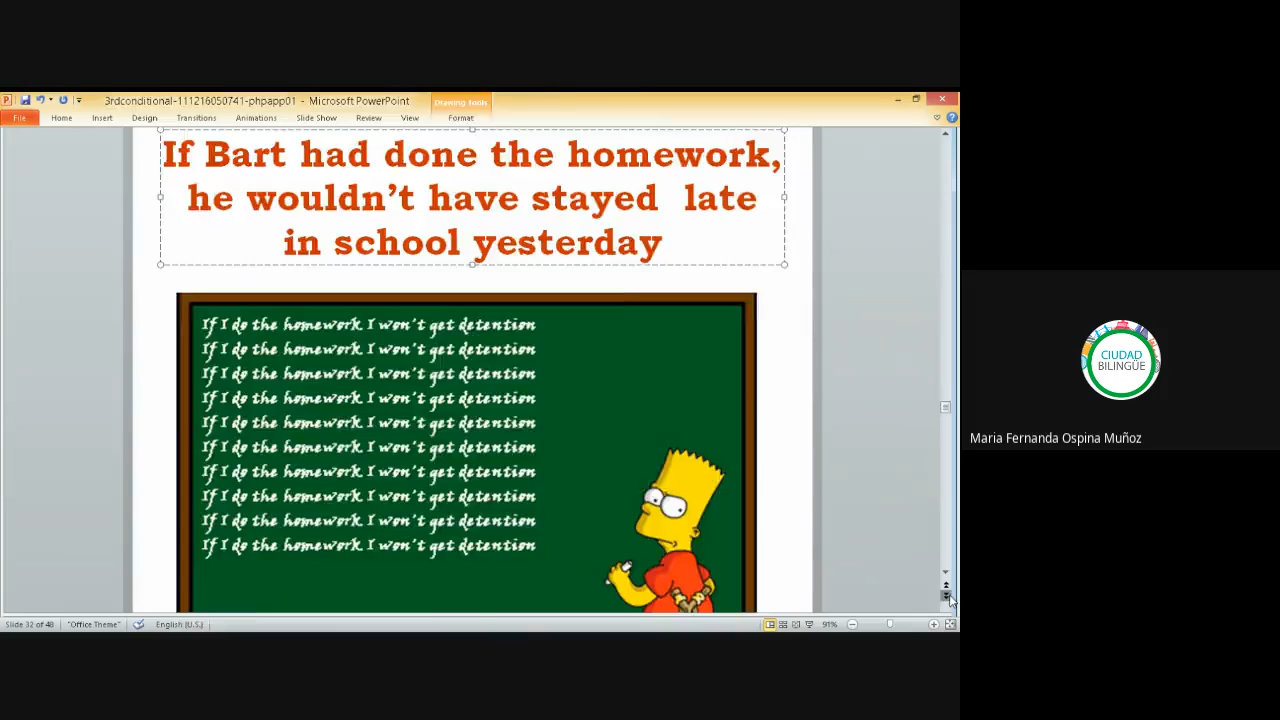 3rdconditional-111216050741-phpapp01 - Microsoft PowerPoint
Drawing Tools
File Home Insert Design Transitions Animations Slide Show Review View Format
If Bart had done the homework,
he wouldn't have stayed late
in school yesterday
If I do the homework I won't get detention
If I do the homework I won't get detention
If I do the homework I won't get detention
If I do the homework I won't get detention
If I do the homework I won't get detention
If I do the homework I won't get detention
If I do the homework I won't get detention
If I do the homework I won't get detention
If I do the homework I won't get detention
If I do the homework I won't get detention
CIUDAD
BILINGÜE
Maria Fernanda Ospina Muñoz
Slide 32 of 48 "Office Theme" English (U.S.) 91%